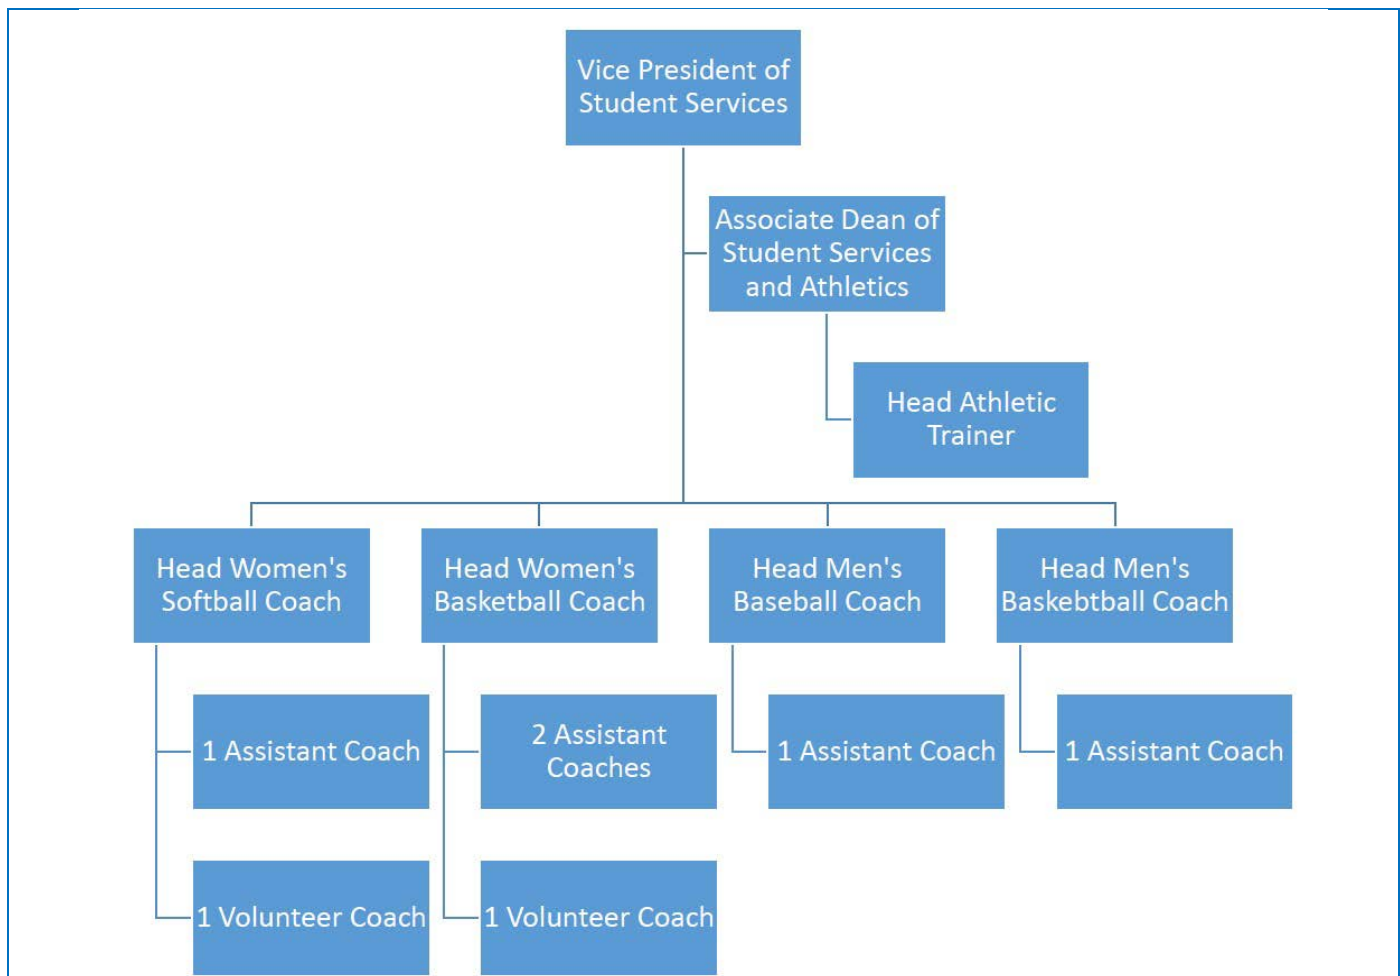 Vice President of
Student Services
Associate Dean of
Student Services
and Athletics
Head Athletic
Trainer
Head Women's
Softball Coach
Head Women's
Basketball Coach
Head Men's
Baseball Coach
Head Men's
Baskebtball Coach
1 Assistant Coach
2 Assistant
Coaches
1 Assistant Coach
1 Assistant Coach
1 Volunteer Coach
1 Volunteer Coach